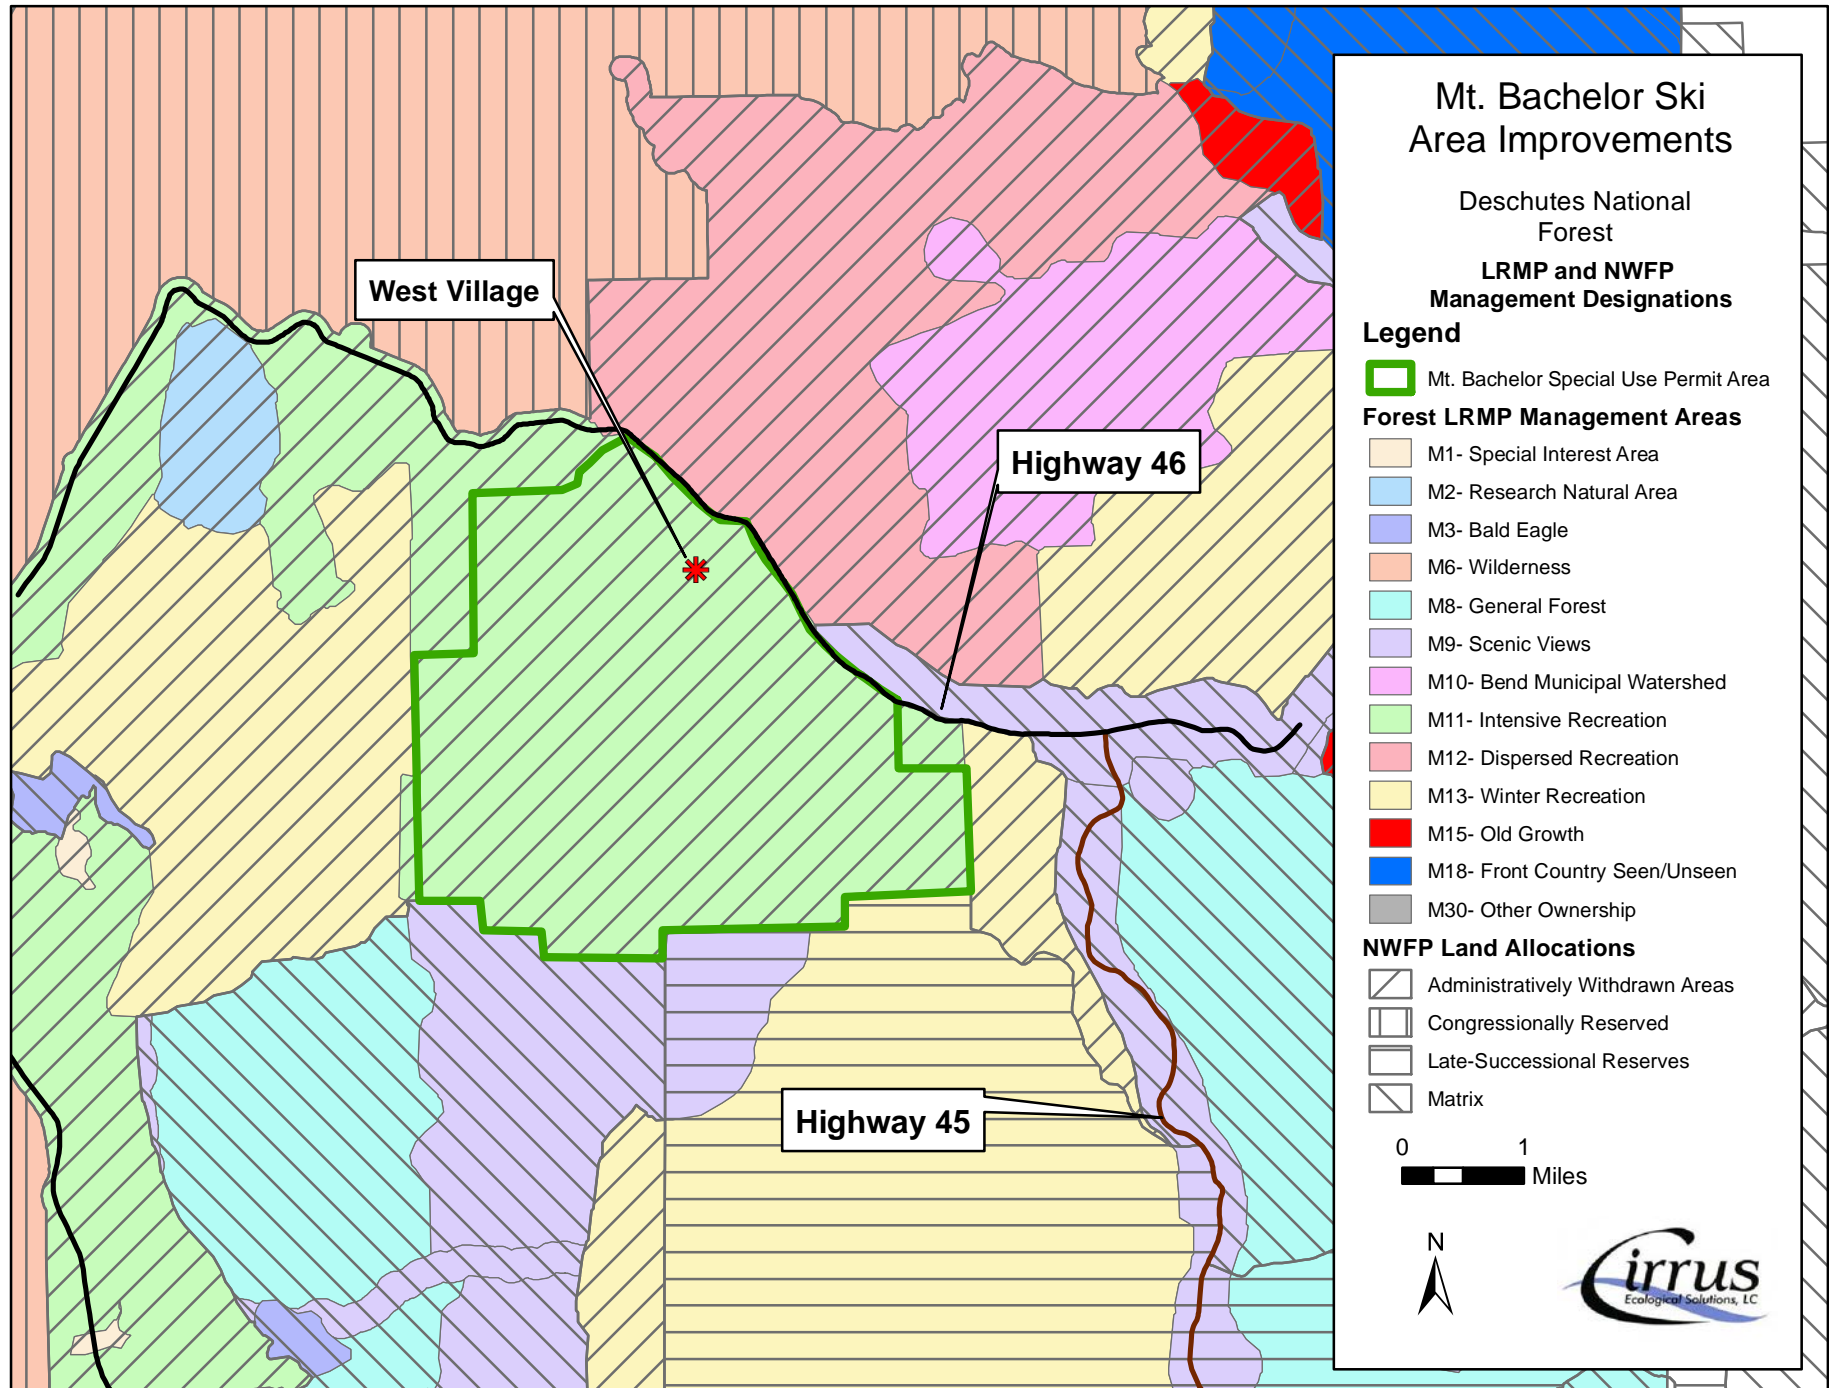 Mt. Bachelor Ski
Area Improvements
Deschutes National
Forest
LRMP and NWFP
Management Designations
Legend
Mt. Bachelor Special Use Permit Area
Forest LRMP Management Areas
M1- Special Interest Area
M2- Research Natural Area
M3- Bald Eagle
M6- Wilderness
M8- General Forest
M9- Scenic Views
M10- Bend Municipal Watershed
M11- Intensive Recreation
M12- Dispersed Recreation
M13- Winter Recreation
M15- Old Growth
M18- Front Country Seen/Unseen
M30- Other Ownership
NWFP Land Allocations
Administratively Withdrawn Areas
Congressionally Reserved
Late-Successional Reserves
Matrix
0 1
Miles
N
Cirrus
Ecological Solutions, LC
West Village
Highway 46
Highway 45